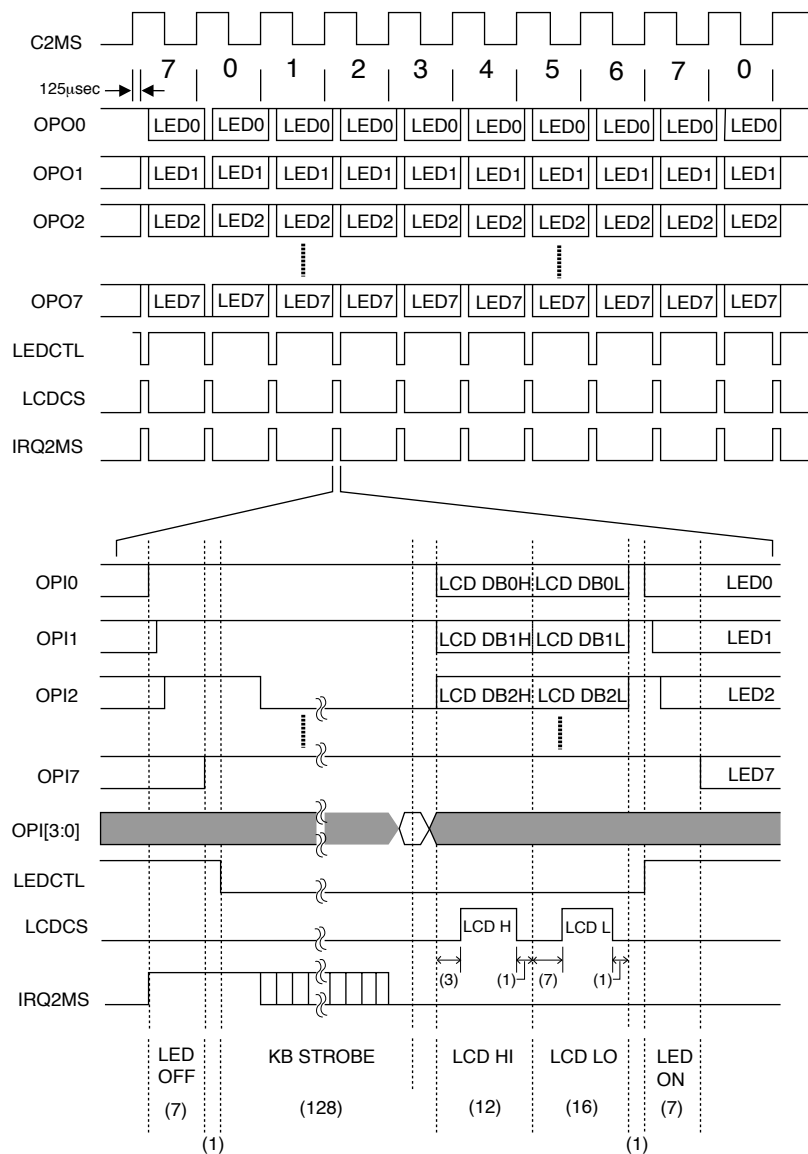 C2MS
7 0 1 2 3 4 5 6 7 0
125μsec
OPO0 LED0 LED0 LED0 LED0 LED0 LED0 LED0 LED0 LED0 LED0
OPO1 LED1 LED1 LED1 LED1 LED1 LED1 LED1 LED1 LED1 LED1
OPO2 LED2 LED2 LED2 LED2 LED2 LED2 LED2 LED2 LED2 LED2
OPO7 LED7 LED7 LED7 LED7 LED7 LED7 LED7 LED7 LED7 LED7
LEDCTL
LCDCS
IRQ2MS
OPI0 LCD DB0H LCD DB0L LED0
OPI1 LCD DB1H LCD DB1L LED1
OPI2 LCD DB2H LCD DB2L LED2
OPI7 LED7
OPI[3:0]
LEDCTL
LCDCS LCD H LCD L
(3) (1) (7) (1)
IRQ2MS
LED OFF KB STROBE LCD HI LCD LO LED ON
(7) (128) (12) (16) (7)
(1) (1)